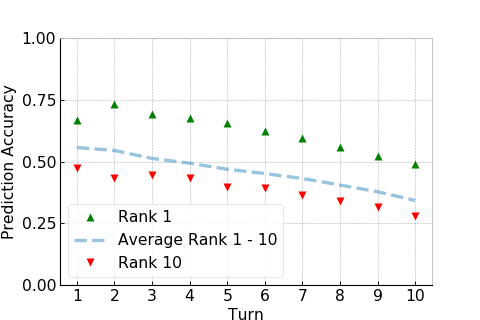 1.00
0.75
0.50
0.25
0.00
Prediction Accuracy
Rank 1
Average Rank 1 - 10
Rank 10
1 2 3 4 5 6 7 8 9 10
Turn